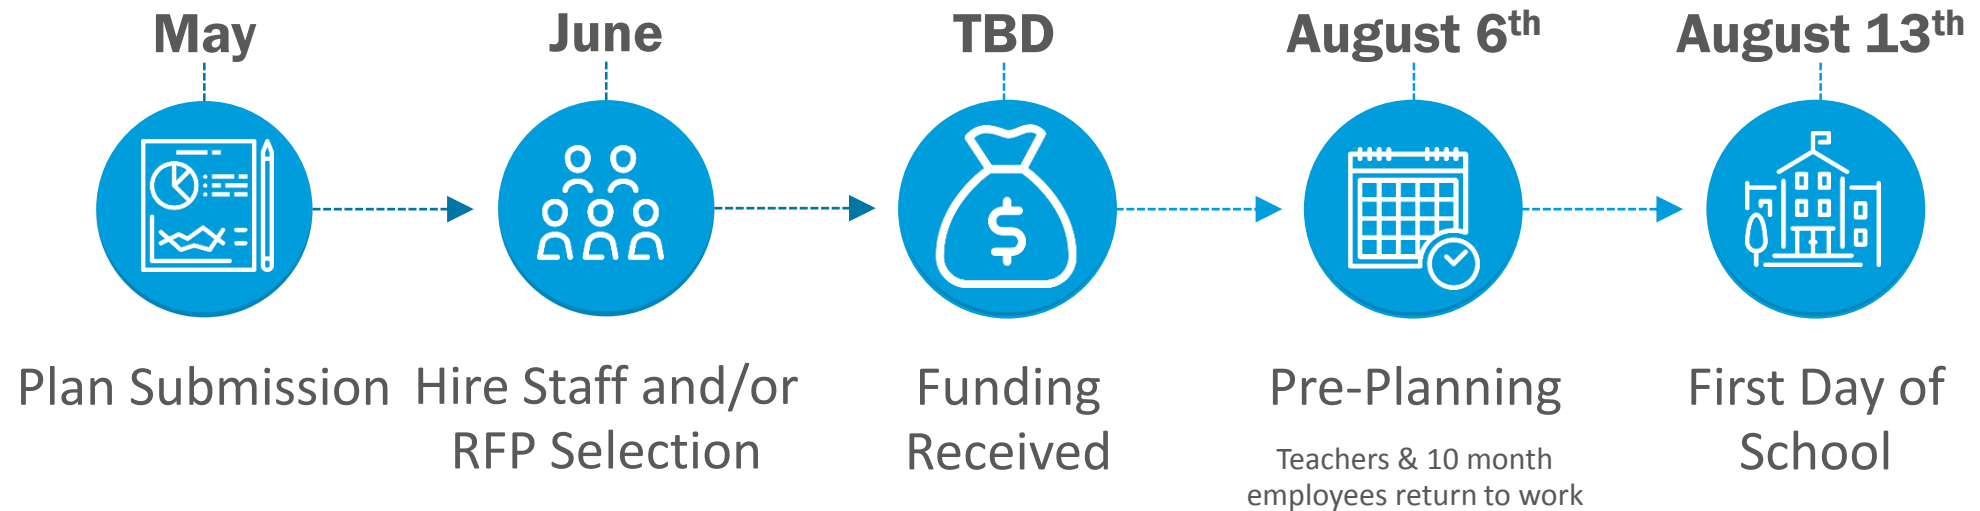 May
Plan Submission
June
Hire Staff and/or
RFP Selection
TBD
$
Funding
Received
August 6th
Pre-Planning
Teachers & 10 month
employees return to work
August 13th
First Day of
School